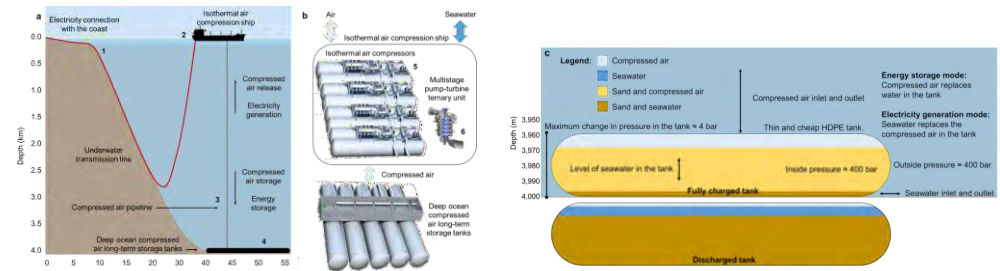 a
Electricity connection
with the coast
Isothermal air
compression ship
2
1
0.0
0.5
1.0
1.5
2.0
2.5
3.0
3.5
4.0
Depth (km)
Compressed
air release
Electricity
generation
Underwater
transmission line
Compressed
air storage
Energy
storage
3
Compressed air pipeline
Deep ocean compressed
air long-term storage tanks
4
0
10
20
30
40
50
55
b
Air
Seawater
Isothermal air compression ship
Isothermal air compressors
5
Multistage
pump-turbine
ternary unit
6
Compressed air
Deep ocean
compressed
air long-term
storage tanks
c
Legend:
Compressed air
Seawater
Sand and compressed air
Sand and seawater
Compressed air inlet and outlet
Energy storage mode:
Compressed air replaces
water in the tank
Electricity generation mode:
Seawater replaces the
compressed air in the tank
Maximum change in pressure in the tank ≈ 4 bar
Thin and cheap HDPE tank.
Depth (m)
3,950
3,960
3,970
3,980
3,990
4,000
Level of seawater in the tank
Inside pressure ≈ 400 bar
Outside pressure ≈ 400 bar
Fully charged tank
Seawater inlet and outlet
Discharged tank